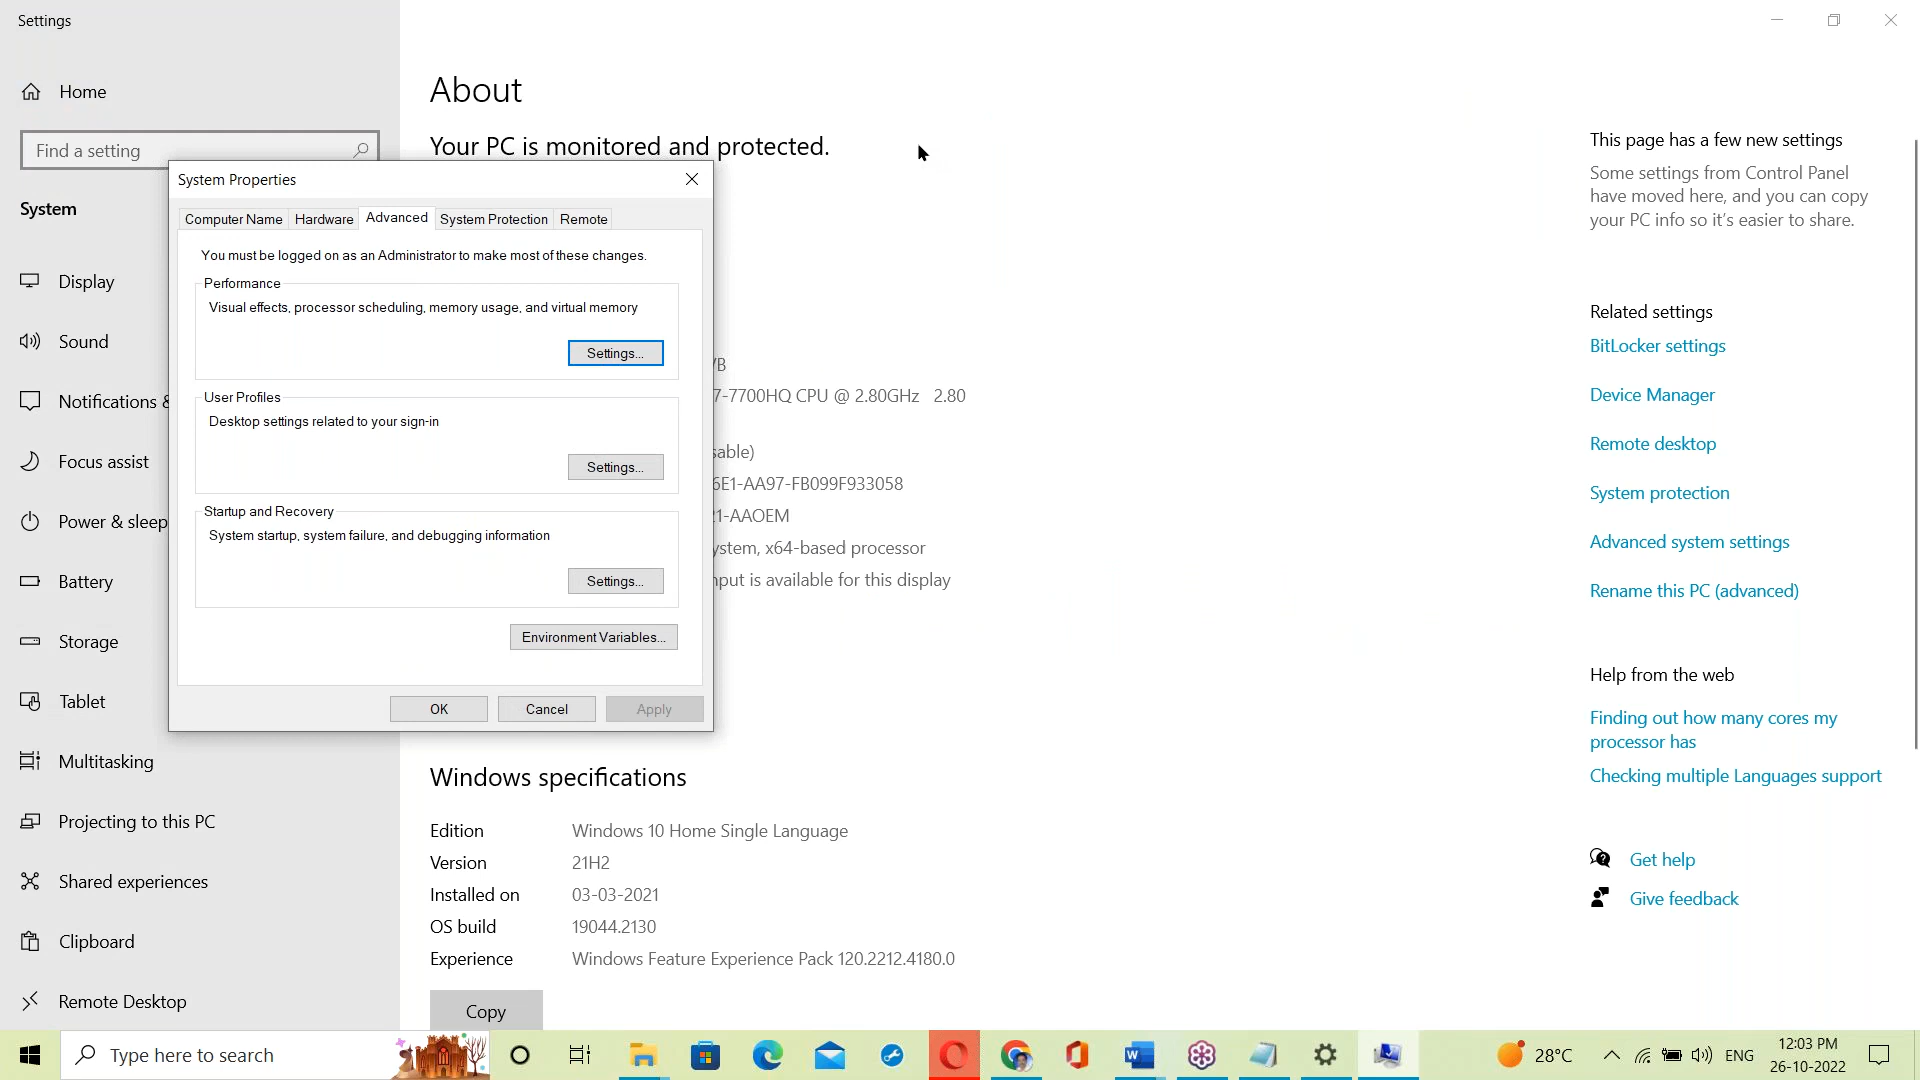 Settings
Home
Find a setting
System
Display
Sound
Notifications &
Focus assist
Power & sleep
Battery
Storage
Tablet
Multitasking
Projecting to this PC
Shared experiences
Clipboard
Remote Desktop
About
Your PC is monitored and protected.
System Properties
Computer Name Hardware Advanced System Protection Remote
You must be logged on as an Administrator to make most of these changes.
Performance
Visual effects, processor scheduling, memory usage, and virtual memory
Settings...
User Profiles
Desktop settings related to your sign-in
Settings...
Startup and Recovery
System startup, system failure, and debugging information
Settings...
Environment Variables...
OK Cancel Apply
7-7700HQ CPU @ 2.80GHz 2.80
sable)
6E1-AA97-FB099F933058
21-AAOEM
ystem, x64-based processor
nput is available for this display
Windows specifications
Edition Windows 10 Home Single Language
Version 21H2
Installed on 03-03-2021
OS build 19044.2130
Experience Windows Feature Experience Pack 120.2212.4180.0
Copy
This page has a few new settings
Some settings from Control Panel
have moved here, and you can copy
your PC info so it's easier to share.
Related settings
BitLocker settings
Device Manager
Remote desktop
System protection
Advanced system settings
Rename this PC (advanced)
Help from the web
Finding out how many cores my
processor has
Checking multiple Languages support
Get help
Give feedback
Type here to search
28°C
ENG
12:03 PM
26-10-2022